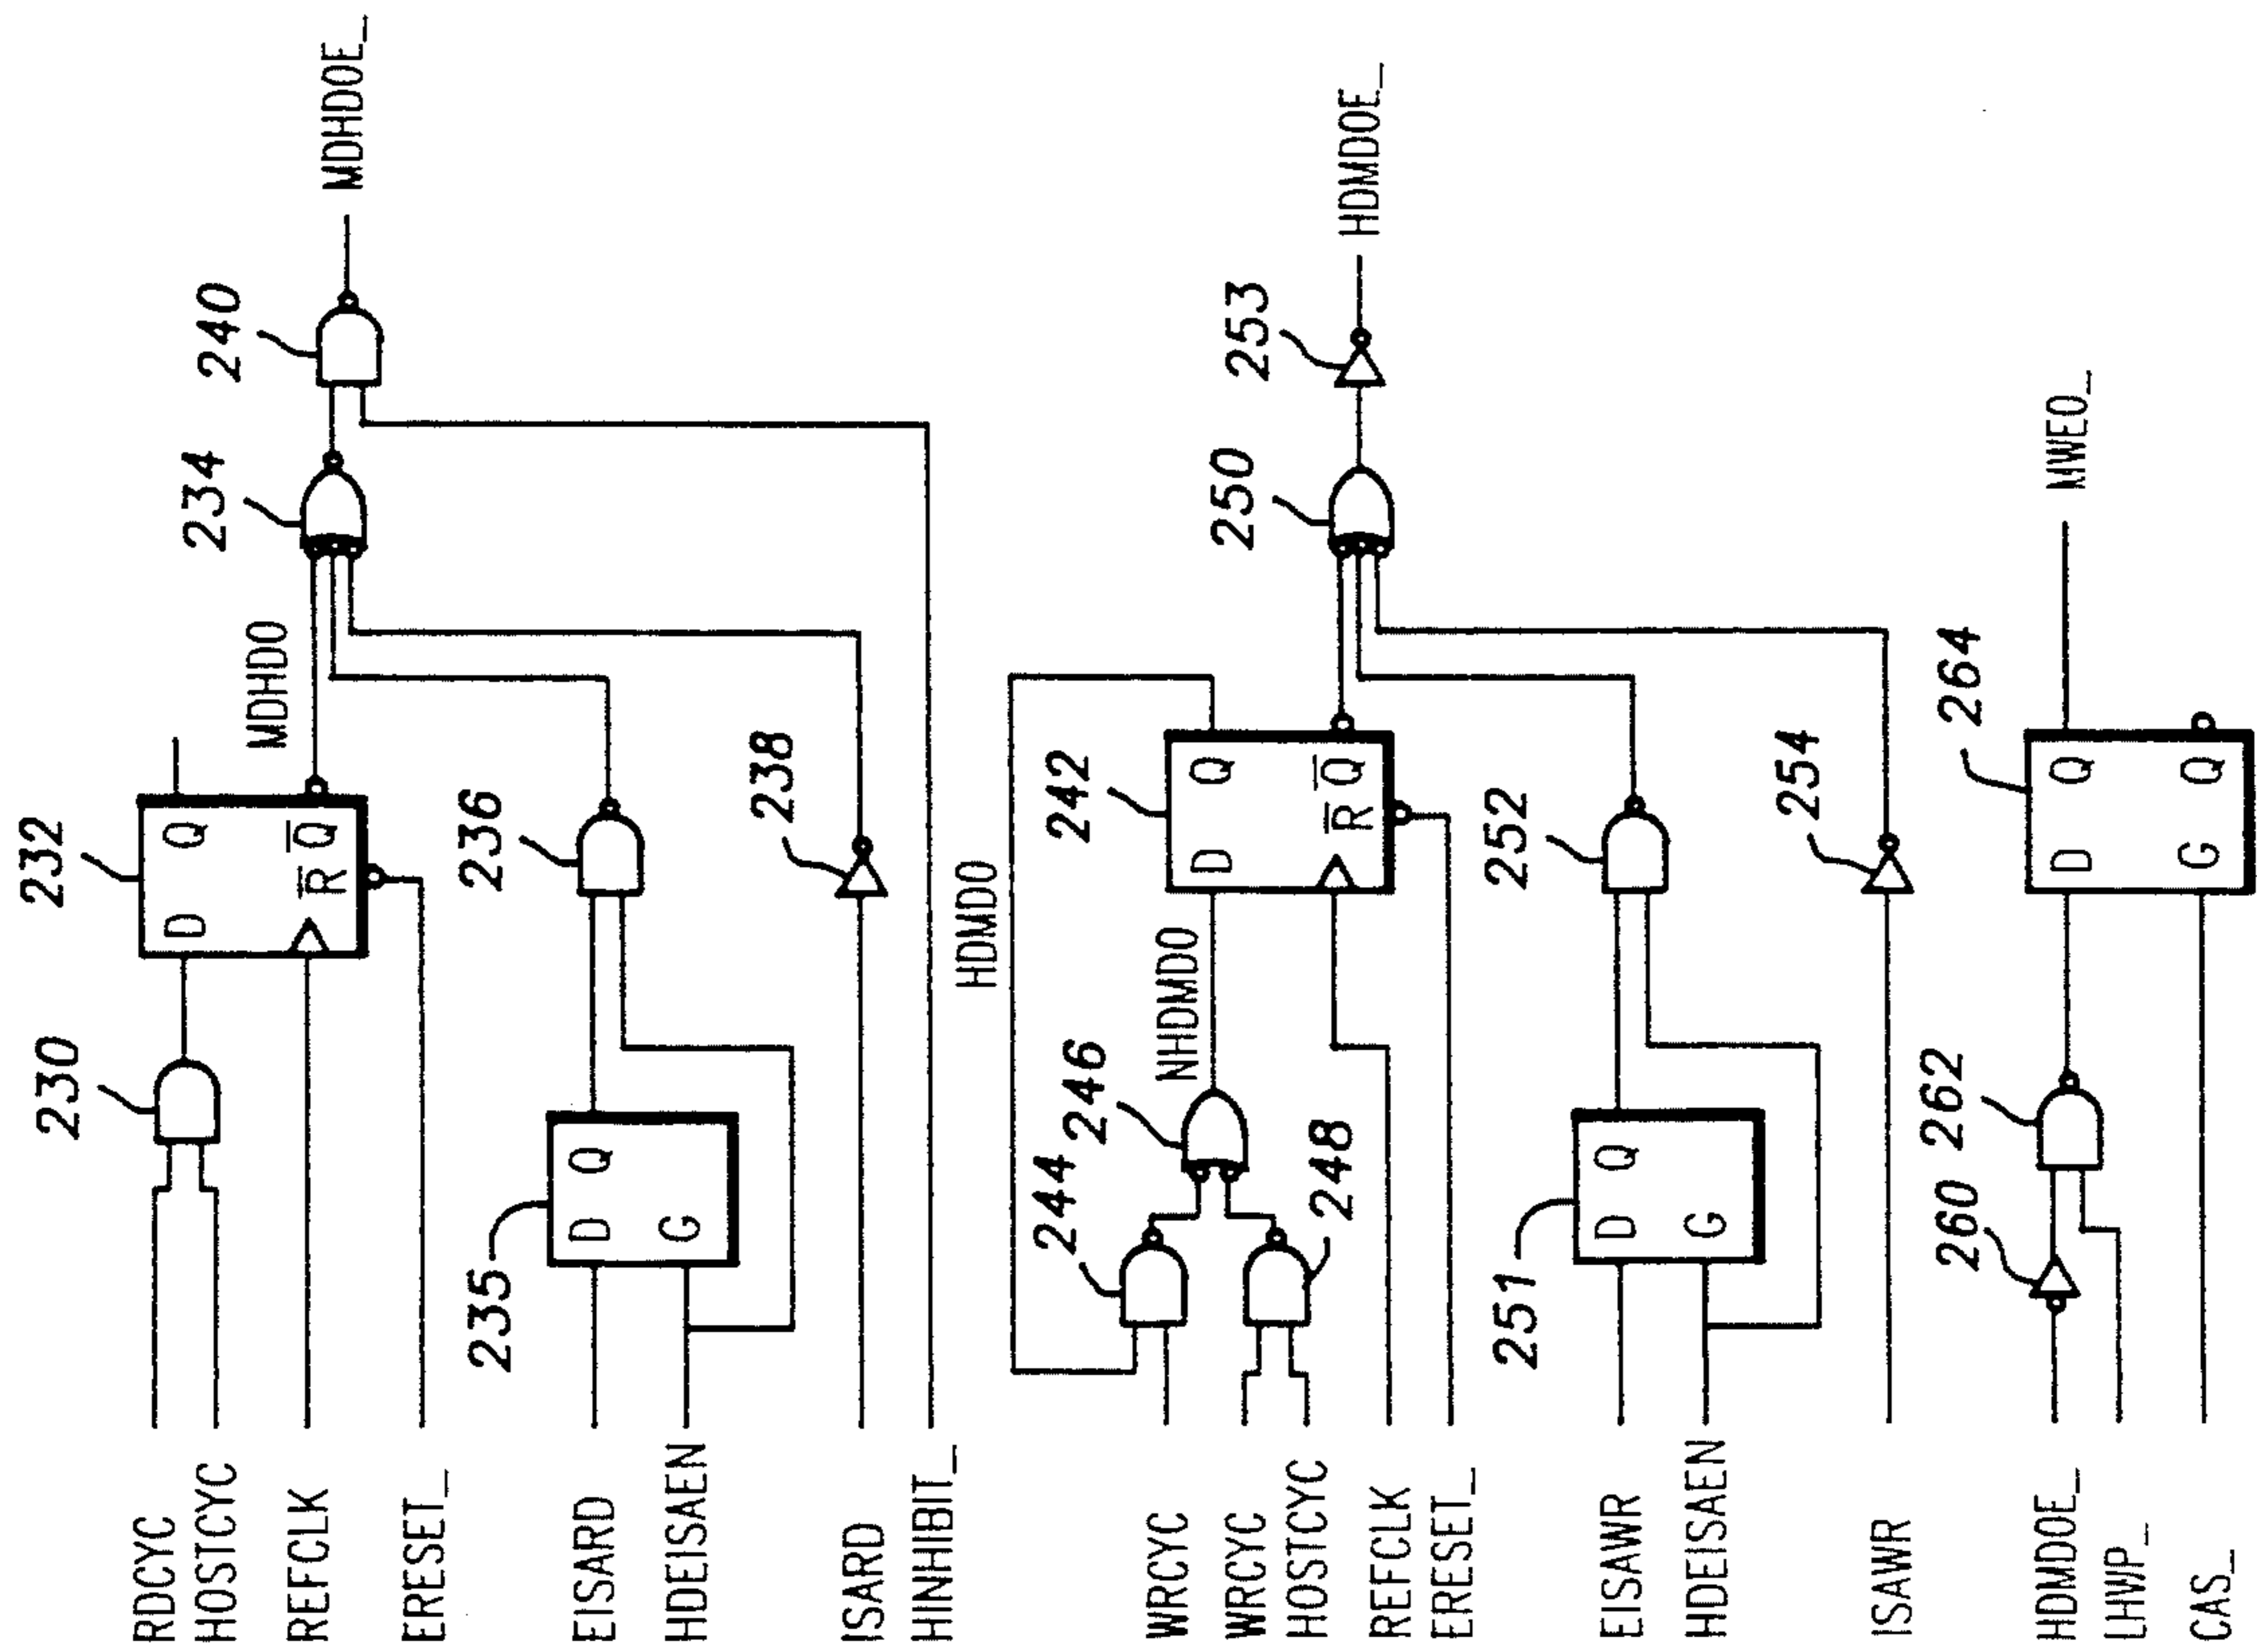 RDCYC
HOSTCYC
REFCLK
ERESET_
EISARD
HDEISAEN
ISARD
HINHIBIT_
230
232
D Q
R Q
MDHDO
234
240
MDHDOE_
235
D Q
G
236
238
HDMDO
WRCYC
WRCYC
HOSTCYC
REFCLK
ERESET_
EISAWR
HDEISAEN
ISAWR
244
246
248
NHDMDO
242
D Q
R Q
250
253
HDMDOE_
251
D Q
G
252
254
HDMDOE_
LHWP_
CAS_
260
262
264
D Q
G Q
MWEO_